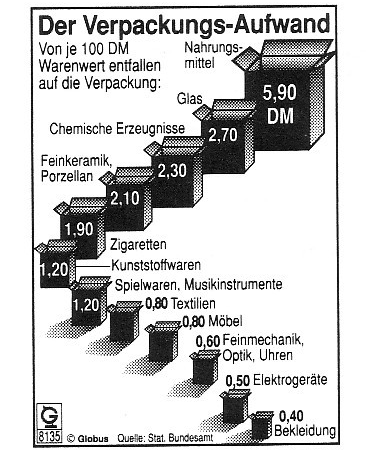 Der Verpackungs-Aufwand
Von je 100 DM
Warenwert entfallen
auf die Verpackung:
Nahrungs-
mittel
5,90
DM
Glas
2,70
Chemische Erzeugnisse
2,30
Feinkeramik,
Porzellan
2,10
1,90
Zigaretten
1,20
Kunststoffwaren
Spielwaren, Musikinstrumente
1,20
0,80 Textilien
0,80 Möbel
0,60 Feinmechanik,
Optik, Uhren
0,50 Elektrogeräte
0,40
Bekleidung
G
8135
© Globus Quelle: Stat. Bundesamt